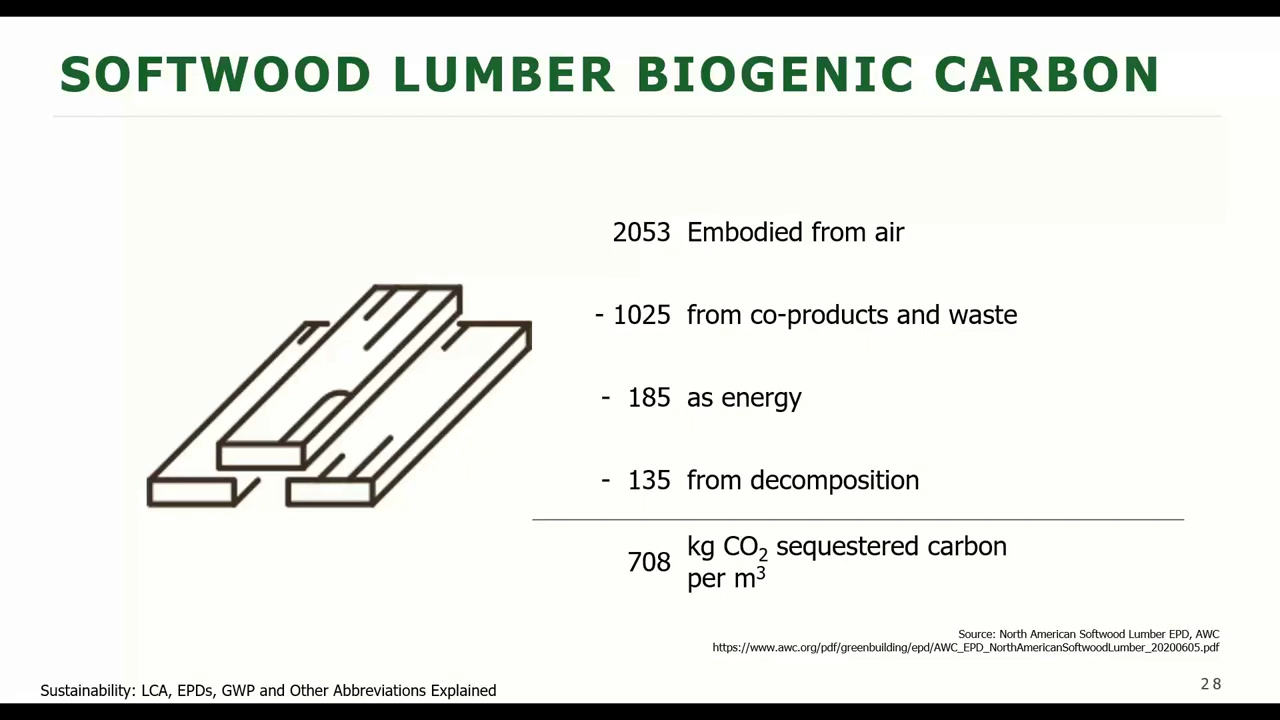 SOFTWOOD LUMBER BIOGENIC CARBON
2053 Embodied from air
- 1025 from co-products and waste
- 185 as energy
- 135 from decomposition
708 kg CO₂ sequestered carbon
per m³
Source: North American Softwood Lumber EPD, AWC
https://www.awc.org/pdf/greenbuilding/epd/AWC_EPD_NorthAmericanSoftwoodLumber_20200605.pdf
28
Sustainability: LCA, EPDs, GWP and Other Abbreviations Explained